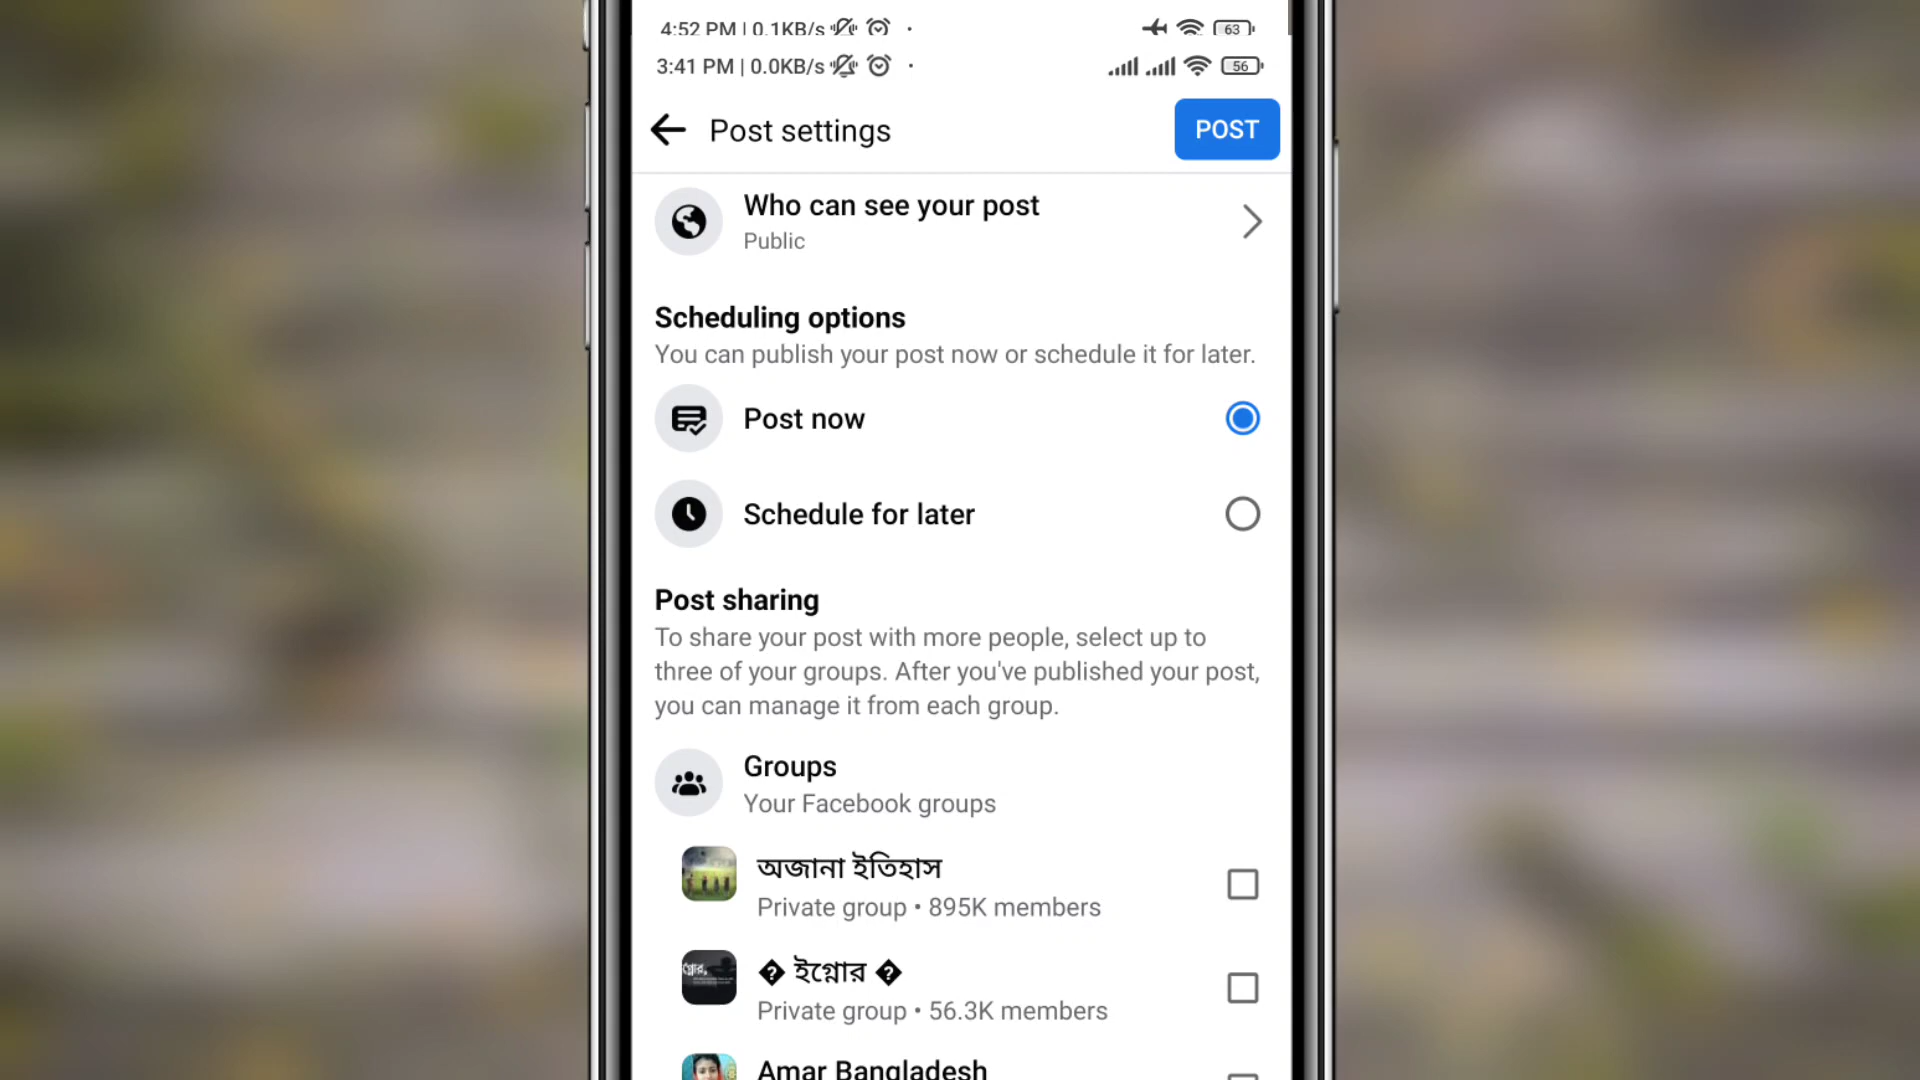 4:52 PM | 0.1KB/s
63
3:41 PM | 0.0KB/s
56
Post settings
POST
Who can see your post
Public
Scheduling options
You can publish your post now or schedule it for later.
Post now
Schedule for later
Post sharing
To share your post with more people, select up to
three of your groups. After you've published your post,
you can manage it from each group.
Groups
Your Facebook groups
অজানা ইতিহাস
Private group • 895K members
� ইগ্নোর �
Private group • 56.3K members
Amar Bangladesh